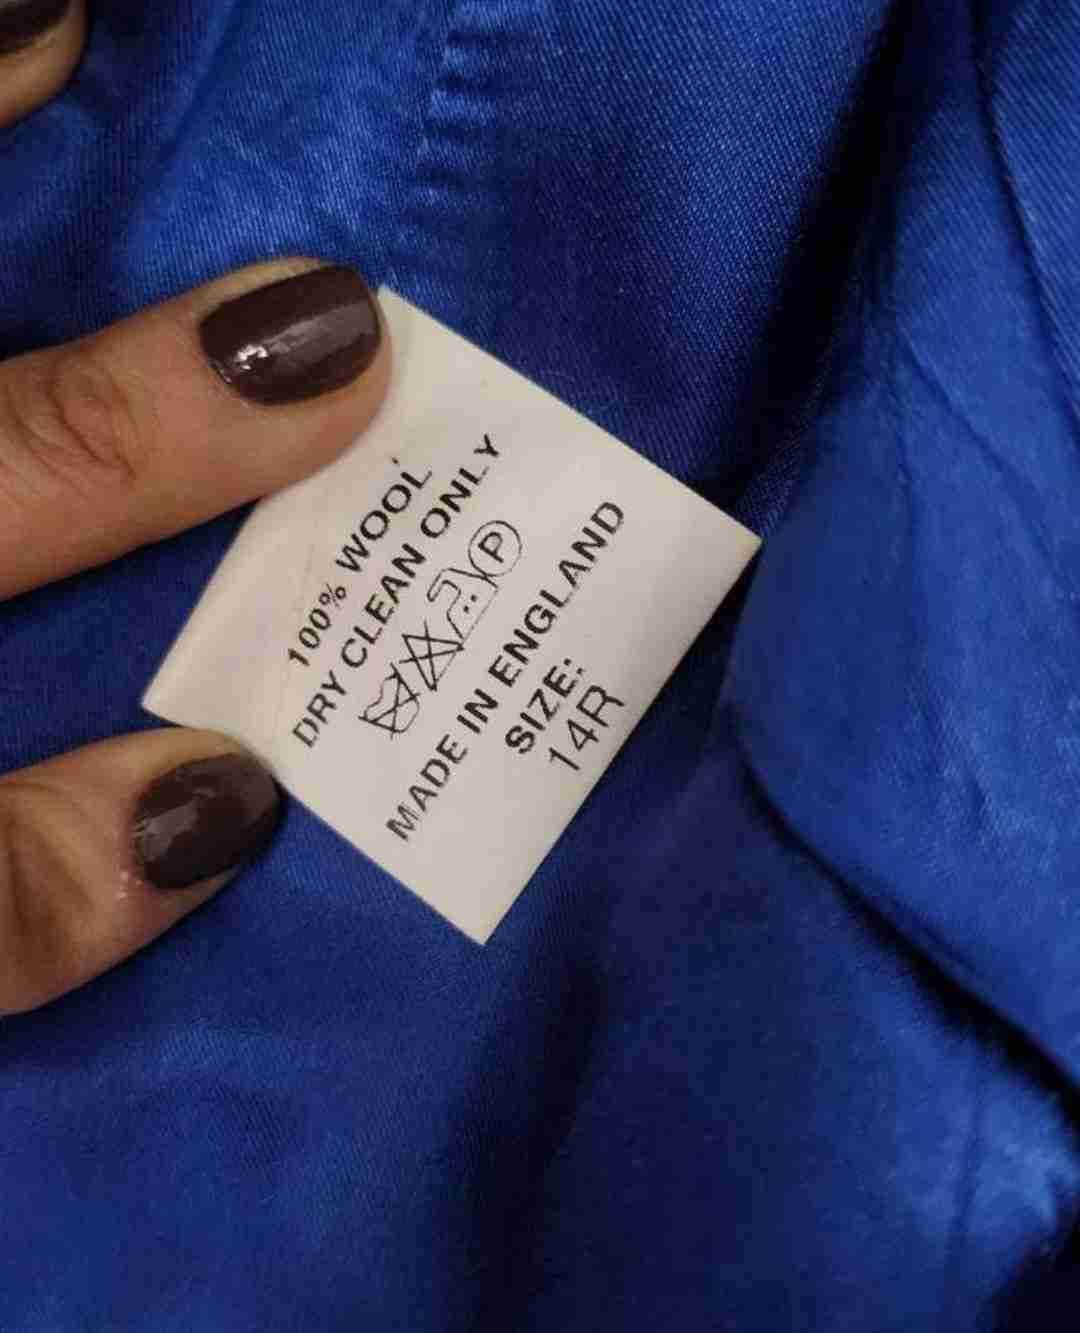 100% WOOL
DRY CLEAN ONLY
P
MADE IN ENGLAND
SIZE:
14R